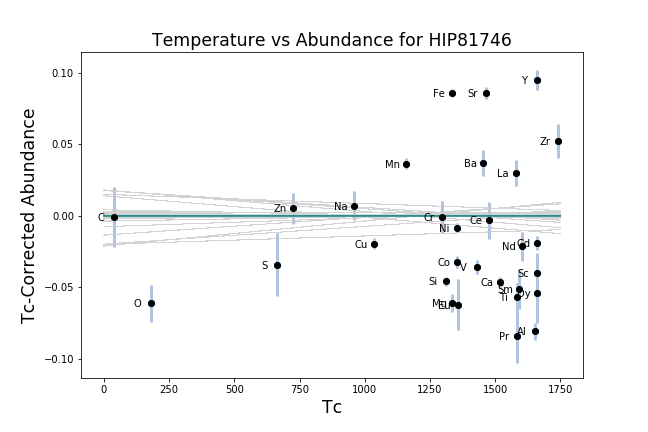 Temperature vs Abundance for HIP81746
Tc-Corrected Abundance
0.10
0.05
0.00
−0.05
−0.10
Y
Fe
Sr
Zr
Mn
Ba
La
Zn
Na
C
Cr
Ce
Ni
Cu
Nd
Gd
S
Co
V
Sc
Si
Ca
Sm
Dy
Ti
O
Mg
Eu
Al
Pr
0
250
500
750
1000
1250
1500
1750
Tc